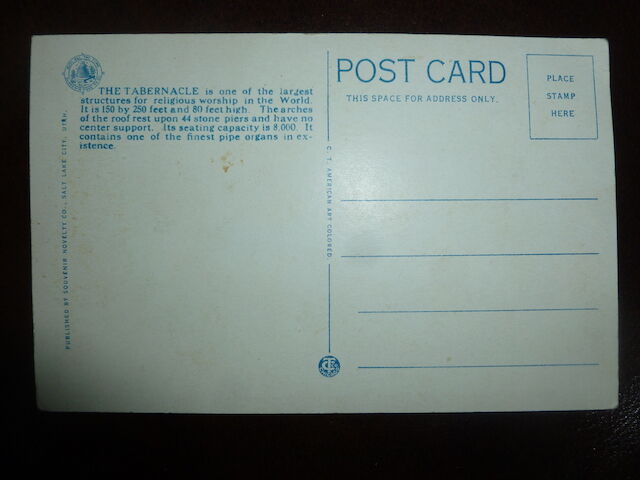 THE TABERNACLE is one of the largest
structures for religious worship in the World.
It is 150 by 250 feet and 80 feet high. The arches
of the roof rest upon 44 stone piers and have no
center support. Its seating capacity is 8,000. It
contains one of the finest pipe organs in ex-
istence.
PUBLISHED BY SOUVENIR NOVELTY CO., SALT LAKE CITY, UTAH.
C. T. AMERICAN ART COLORED.
POST CARD
THIS SPACE FOR ADDRESS ONLY.
PLACE
STAMP
HERE